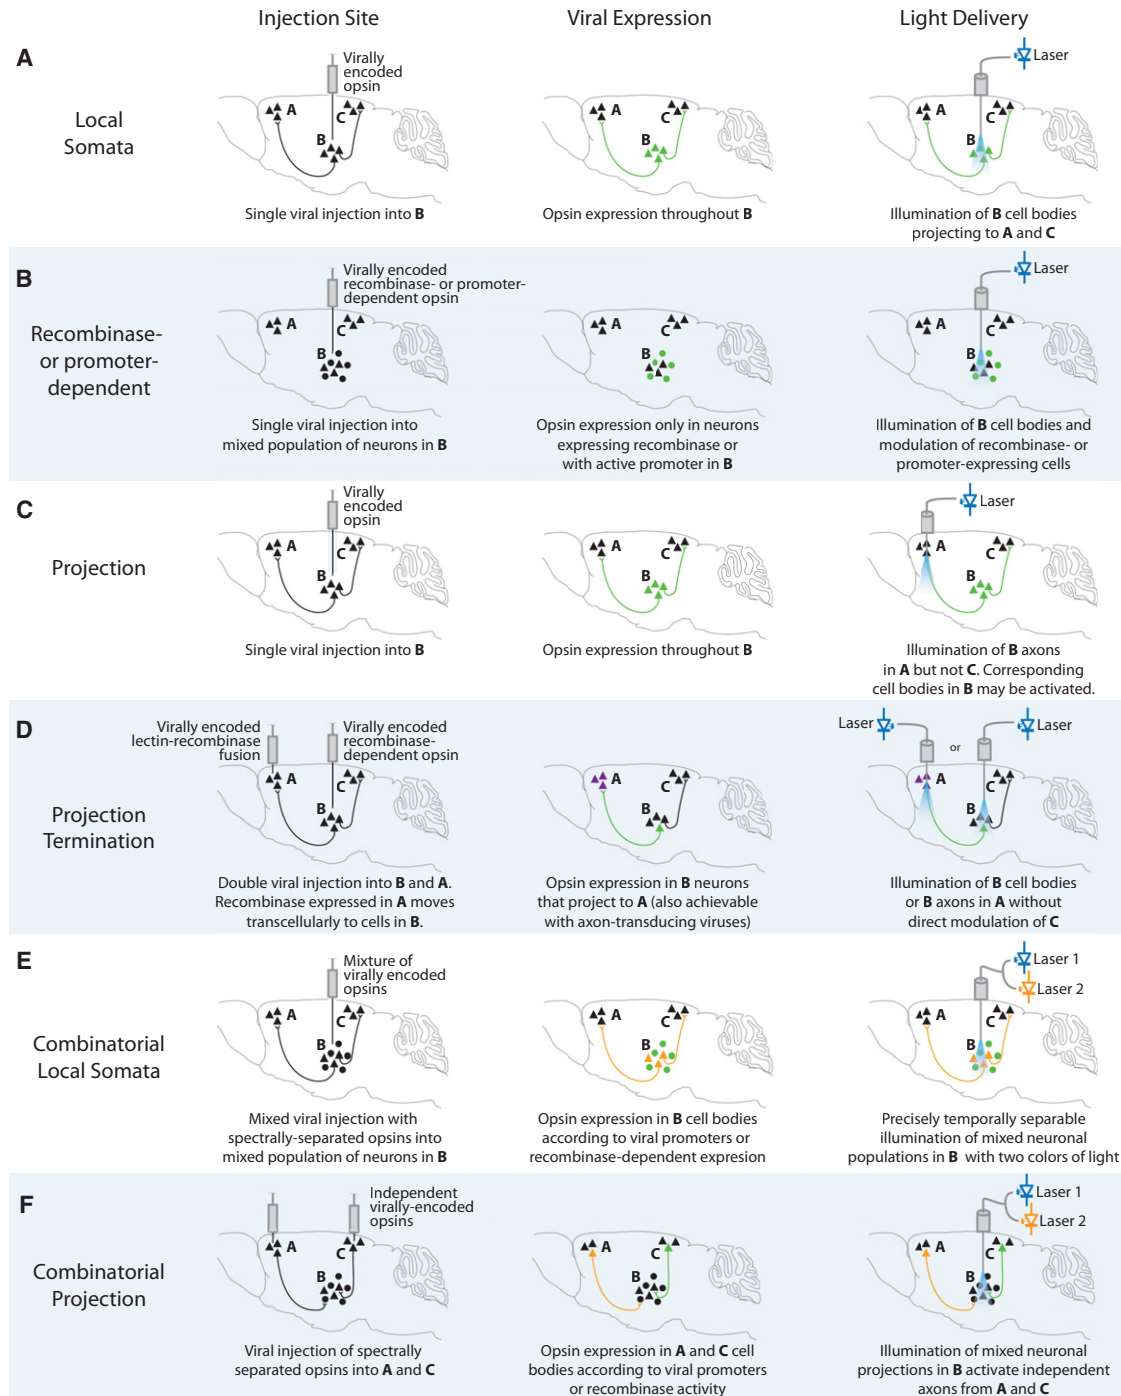 Injection Site
Viral Expression
Light Delivery
A
Local
Somata
Virally
encoded
opsin
A
B
C
Single viral injection into B
A
B
C
Opsin expression throughout B
Laser
A
B
C
Illumination of B cell bodies
projecting to A and C
B
Recombinase-
or promoter-
dependent
Virally encoded
recombinase- or promoter-
dependent opsin
A
B
C
Single viral injection into
mixed population of neurons in B
A
B
C
Opsin expression only in neurons
expressing recombinase or
with active promoter in B
Laser
A
B
C
Illumination of B cell bodies and
modulation of recombinase- or
promoter-expressing cells
C
Projection
Virally
encoded
opsin
A
B
C
Single viral injection into B
A
B
C
Opsin expression throughout B
Laser
A
B
C
Illumination of B axons
in A but not C. Corresponding
cell bodies in B may be activated.
D
Projection
Termination
Virally encoded
lectin-recombinase
fusion
Virally encoded
recombinase-
dependent opsin
A
B
C
Double viral injection into B and A.
Recombinase expressed in A moves
transcellularly to cells in B.
A
B
C
Opsin expression in B neurons
that project to A (also achievable
with axon-transducing viruses)
Laser
or
Laser
A
B
C
Illumination of B cell bodies
or B axons in A without
direct modulation of C
E
Combinatorial
Local Somata
Mixture of
virally encoded
opsins
A
B
C
Mixed viral injection with
spectrally-separated opsins into
mixed population of neurons in B
A
B
C
Opsin expression in B cell bodies
according to viral promoters or
recombinase-dependent expresion
Laser 1
Laser 2
A
B
C
Precisely temporally separable
illumination of mixed neuronal
populations in B with two colors of light
F
Combinatorial
Projection
Independent
virally-encoded
opsins
A
B
C
Viral injection of spectrally
separated opsins into A and C
A
B
C
Opsin expression in A and C cell
bodies according to viral promoters
or recombinase activity
Laser 1
Laser 2
A
B
C
Illumination of mixed neuronal
projections in B activate independent
axons from A and C